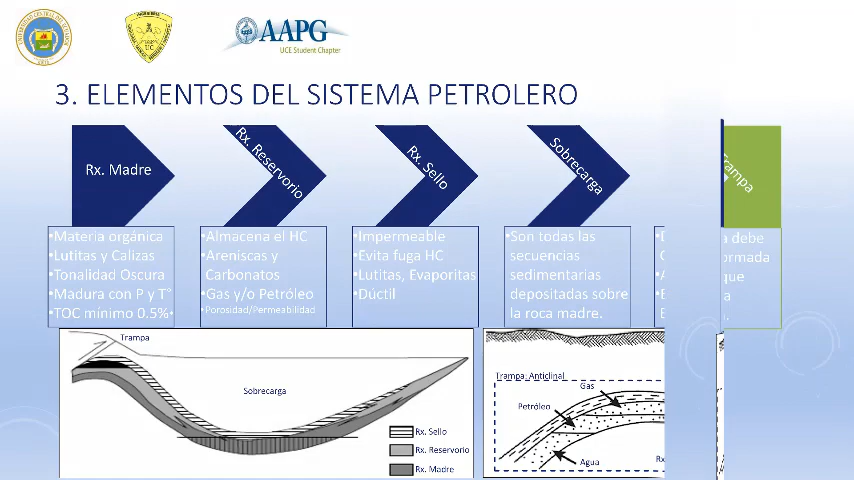 AAPG
UCE Student Chapter
3. ELEMENTOS DEL SISTEMA PETROLERO
Rx. Madre
Rx. Reservorio
Rx. Sello
Sobrecarga
Trampa
•Materia orgánica
•Lutitas y Calizas
•Tonalidad Oscura
•Madura con P y T°
•TOC mínimo 0.5%•
•Almacena el HC
•Areniscas y
Carbonatos
•Gas y/o Petróleo
•Porosidad/Permeabilidad
•Impermeable
•Evita fuga HC
•Lutitas, Evaporitas
•Dúctil
•Son todas las
secuencias
sedimentarias
depositadas sobre
la roca madre.
debe
Trampa
Sobrecarga
Rx. Sello
Rx. Reservorio
Rx. Madre
Trampa: Anticlinal
Gas
Petróleo
Agua
Rx